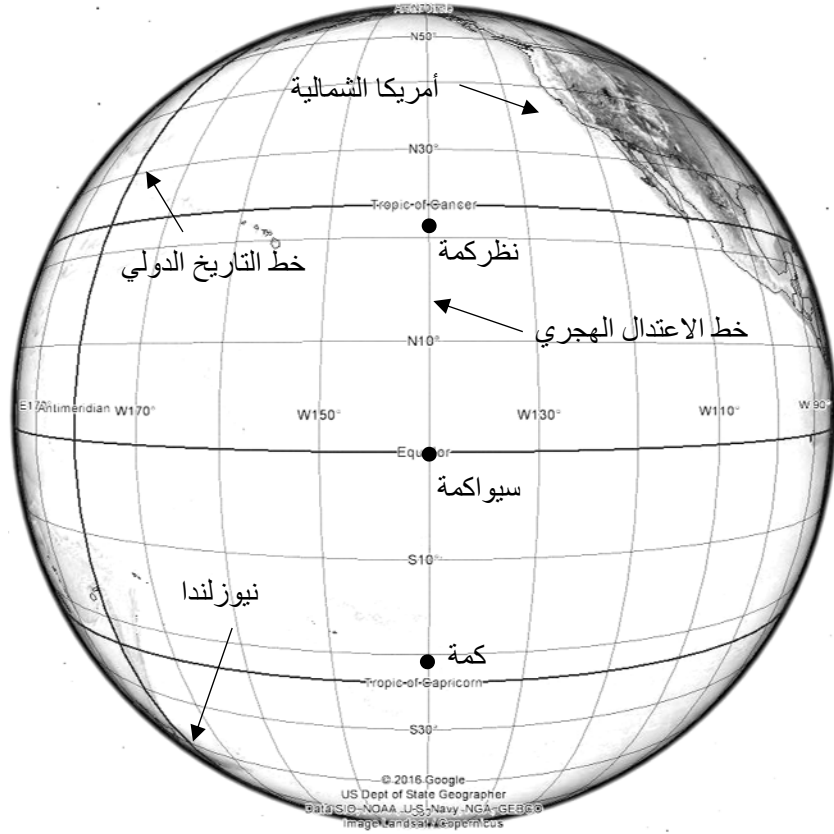 N50°
أمريكا الشمالية
N30°
Tropic of Cancer
نظركمة
خط التاريخ الدولي
خط الاعتدال الهجري
N10°
E170°
Antimeridian W170°
W150°
W130°
W110°
W 90°
Equator
سيواكمة
S10°
نيوزلندا
كمة
Tropic of Capricorn
S30°
© 2016 Google
US Dept of State Geographer
Data SIO, NOAA, U.S. Navy, NGA, GEBCO
Image Landsat / Copernicus